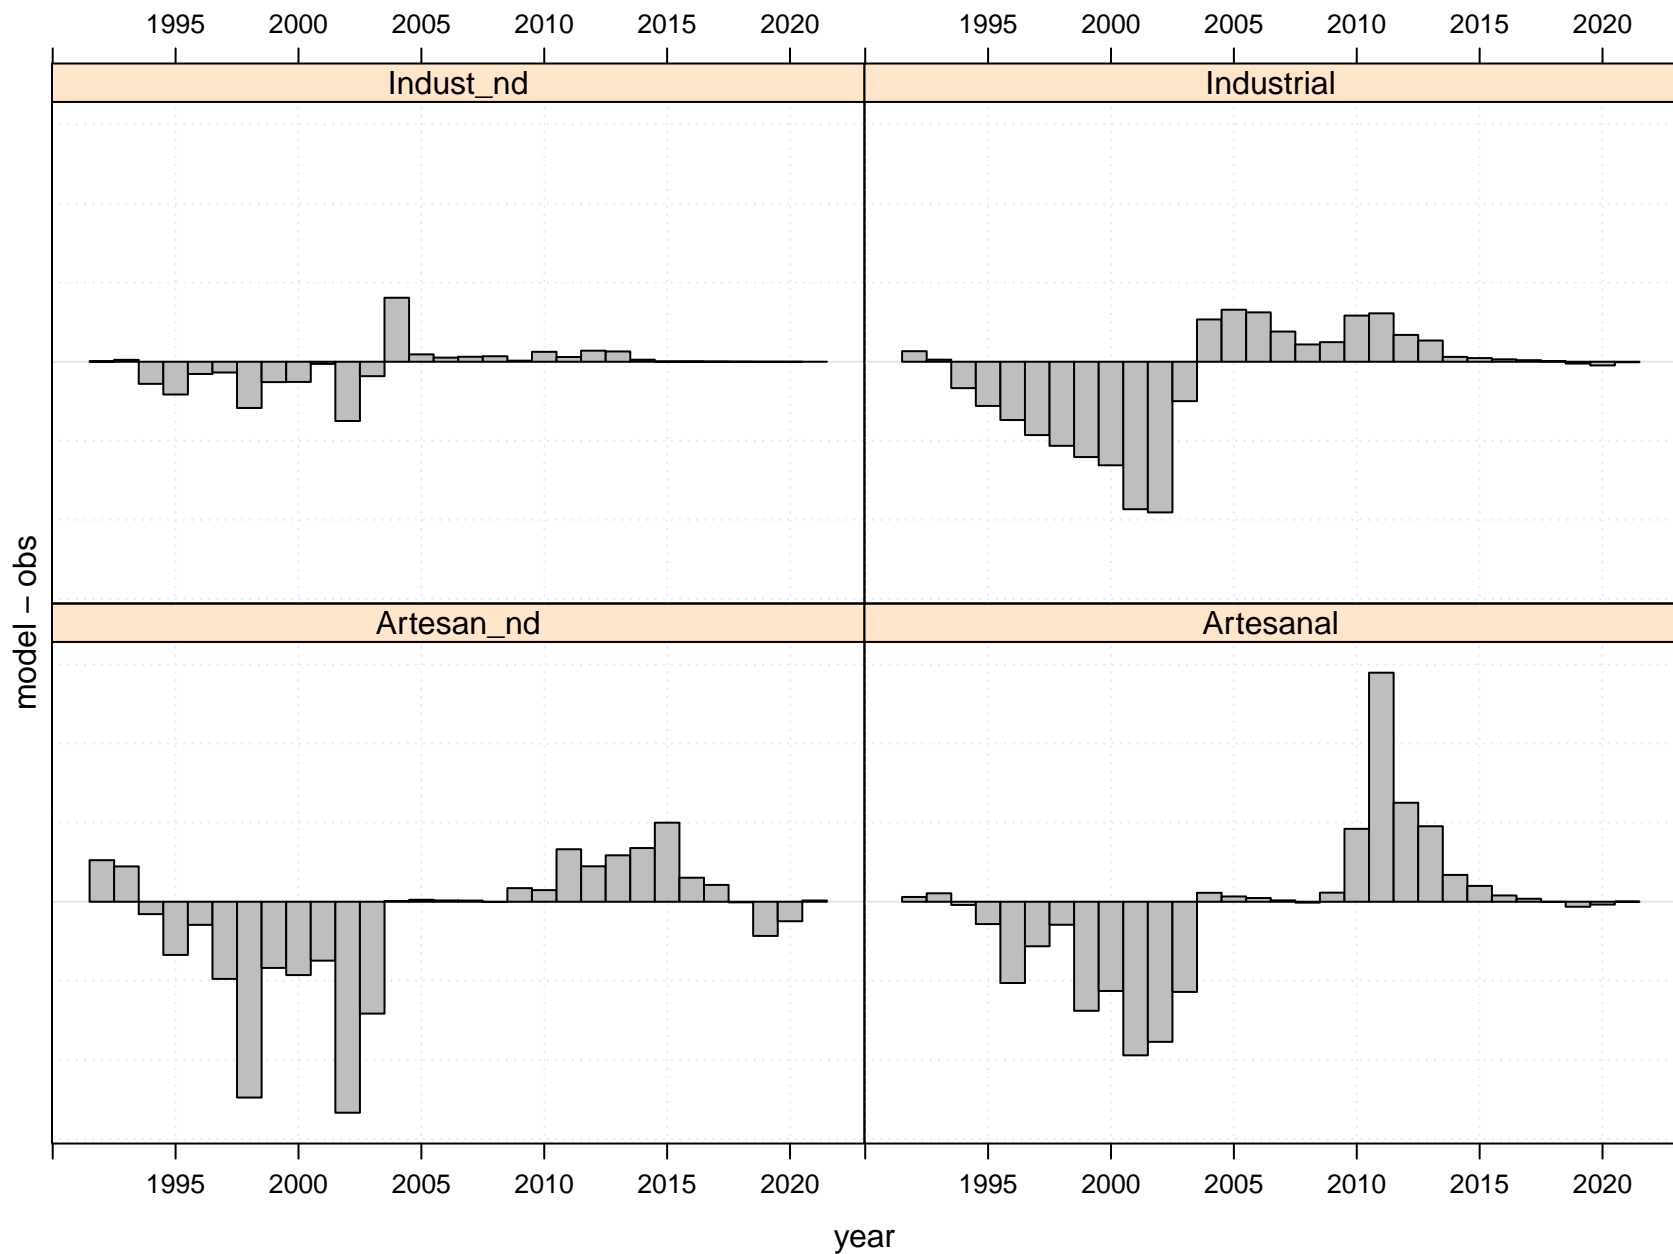 1995 2000 2005 2010 2015 2020 1995 2000 2005 2010 2015 2020
Indust_nd Industrial
model − obs
Artesan_nd Artesanal
1995 2000 2005 2010 2015 2020 1995 2000 2005 2010 2015 2020
year